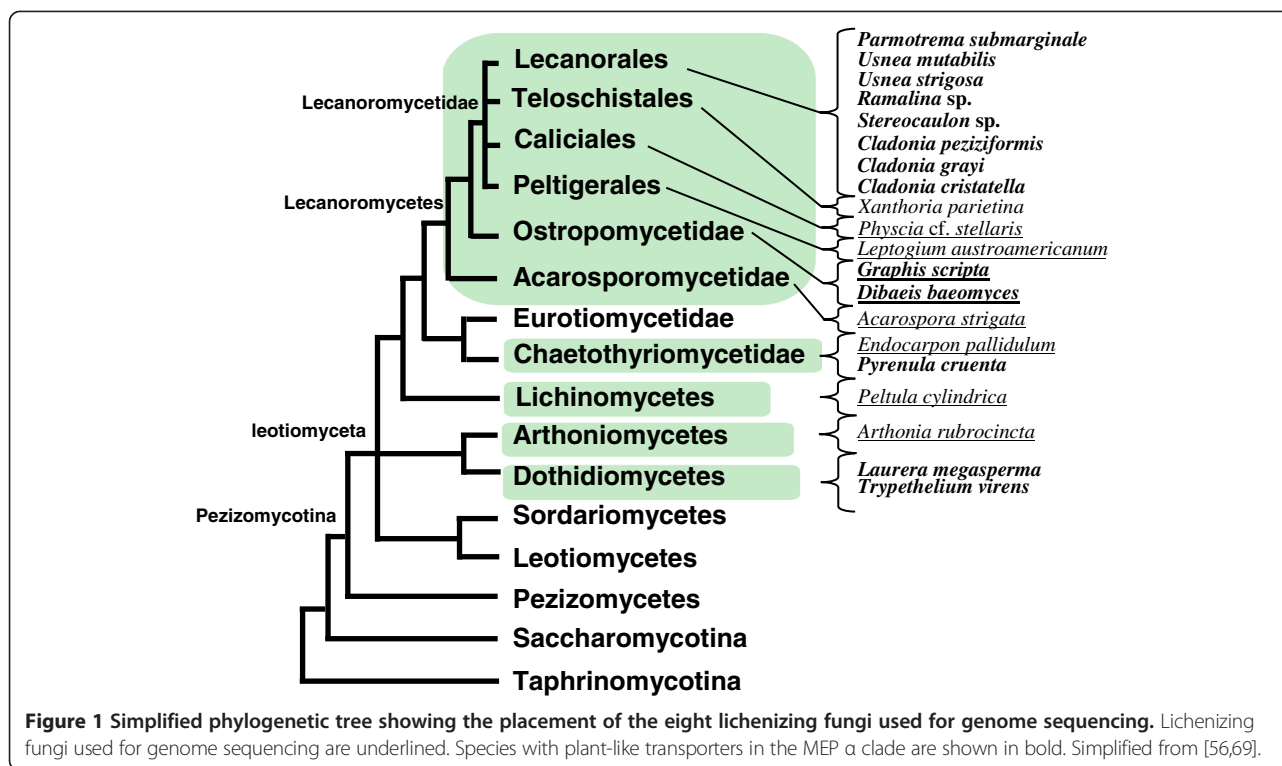 Lecanoromycetidae
Lecanoromycetes
leotiomyceta
Pezizomycotina
Lecanorales
Teloschistales
Caliciales
Peltigerales
Ostropomycetidae
Acarosporomycetidae
Eurotiomycetidae
Chaetothyriomycetidae
Lichinomycetes
Arthoniomycetes
Dothidiomycetes
Sordariomycetes
Leotiomycetes
Pezizomycetes
Saccharomycotina
Taphrinomycotina
Parmotrema submarginale
Usnea mutabilis
Usnea strigosa
Ramalina sp.
Stereocaulon sp.
Cladonia peziziformis
Cladonia grayi
Cladonia cristatella
Xanthoria parietina
Physcia cf. stellaris
Leptogium austroamericanum
Graphis scripta
Dibaeis baeomyces
Acarospora strigata
Endocarpon pallidulum
Pyrenula cruenta
Peltula cylindrica
Arthonia rubrocincta
Laurera megasperma
Trypethelium virens
Figure 1 Simplified phylogenetic tree showing the placement of the eight lichenizing fungi used for genome sequencing. Lichenizing
fungi used for genome sequencing are underlined. Species with plant-like transporters in the MEP α clade are shown in bold. Simplified from [56,69].